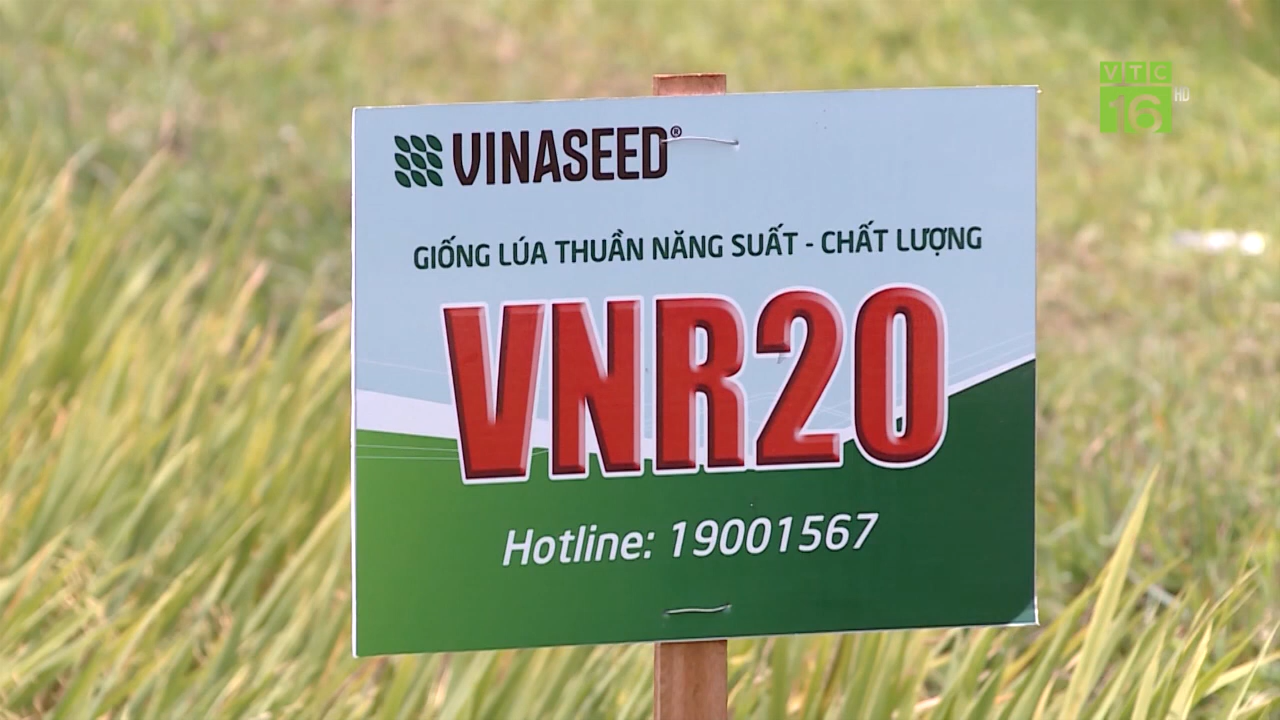 VTC
16 HD
VINASEED®
GIỐNG LÚA THUẦN NĂNG SUẤT - CHẤT LƯỢNG
VNR20
Hotline: 19001567